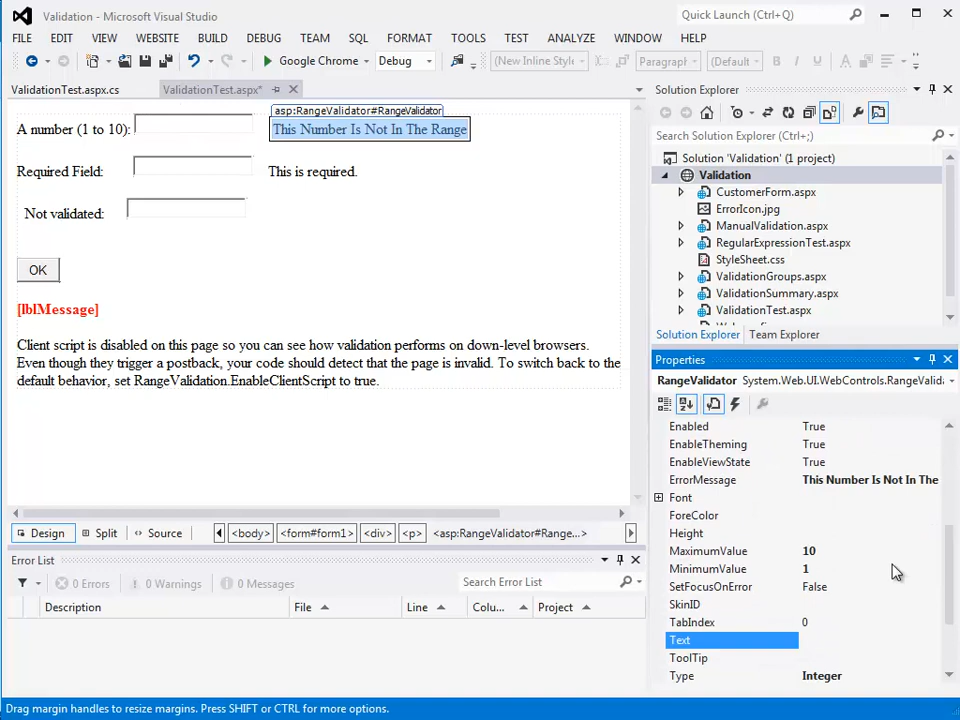 Validation - Microsoft Visual Studio
Quick Launch (Ctrl+Q)
FILE EDIT VIEW WEBSITE BUILD DEBUG TEAM SQL FORMAT TOOLS TEST ANALYZE WINDOW HELP
Google Chrome Debug (New Inline Style) Paragraph (Default
VALIDATIONTest.aspx.cs ValidationTest.aspx*
asp:RangeValidator#RangeValidator
A number (1 to 10):
This Number Is Not In The Range
Required Field:
This is required.
Not validated:
OK
[lblMessage]
Client script is disabled on this page so you can see how validation performs on down-level browsers.
Even though they trigger a postback, your code should detect that the page is invalid. To switch back to the
default behavior, set RangeValidation.EnableClientScript to true.
Design Split Source <body> <form#form1> <div> <p> <asp:RangeValidator#Range...>
Error List
0 Errors 0 Warnings 0 Messages Search Error List
Description File Line Colu... Project
Solution Explorer
Search Solution Explorer (Ctrl+;)
Solution 'Validation' (1 project)
Validation
CustomerForm.aspx
ErrorIcon.jpg
ManualValidation.aspx
RegularExpressionTest.aspx
StyleSheet.css
ValidationGroups.aspx
ValidationSummary.aspx
ValidationTest.aspx
Solution Explorer Team Explorer
Properties
RangeValidator System.Web.UI.WebControls.RangeValid
Enabled True
EnableTheming True
EnableViewState True
ErrorMessage This Number Is Not In The
Font
ForeColor
Height
MaximumValue 10
MinimumValue 1
SetFocusOnError False
SkinID
TabIndex 0
Text
ToolTip
Type Integer
Drag margin handles to resize margins. Press SHIFT or CTRL for more options.